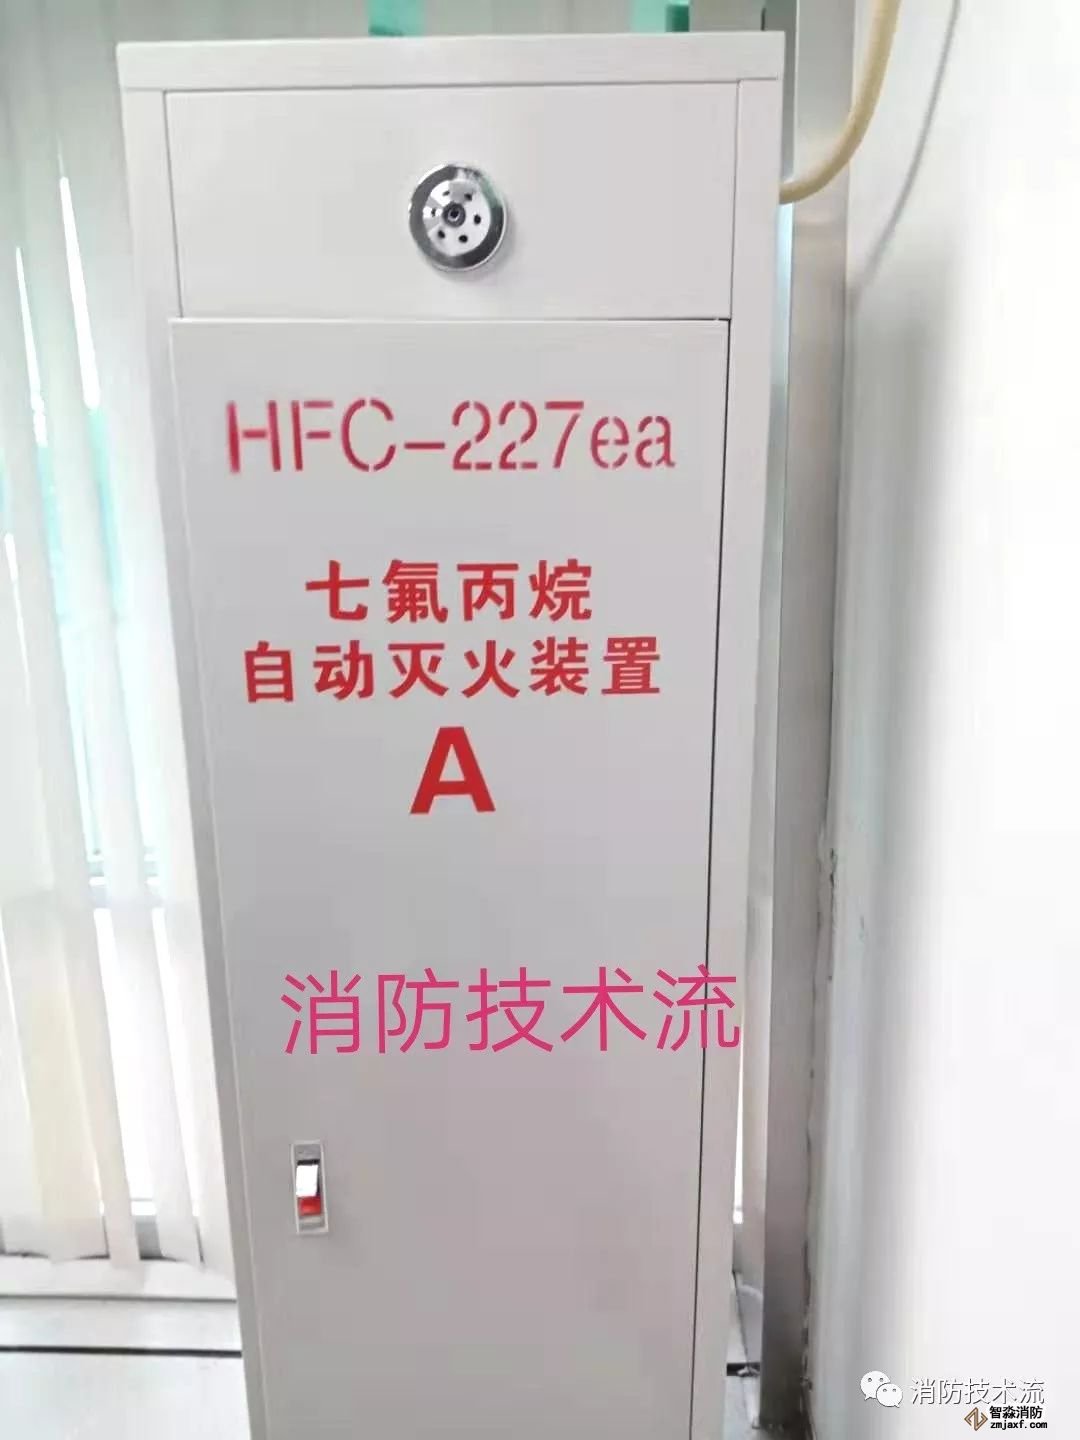 HFC-227ea
七氟丙烷
自动灭火装置
A
消防技术流
消防技术流
智淼消防
zmjaxf.com